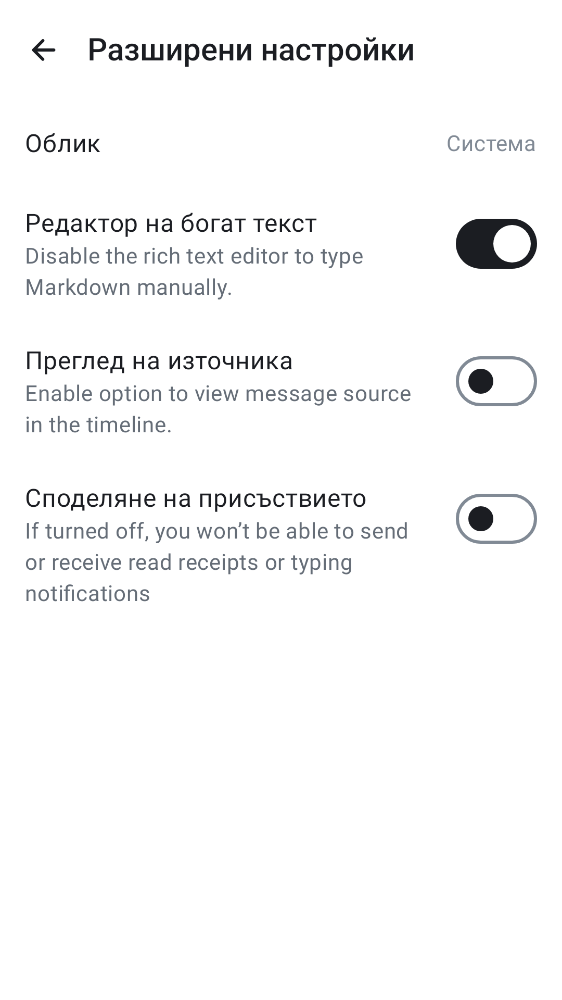 Разширени настройки
Облик Система
Редактор на богат текст
Disable the rich text editor to type
Markdown manually.
Преглед на източника
Enable option to view message source
in the timeline.
Споделяне на присъствието
If turned off, you won’t be able to send
or receive read receipts or typing
notifications